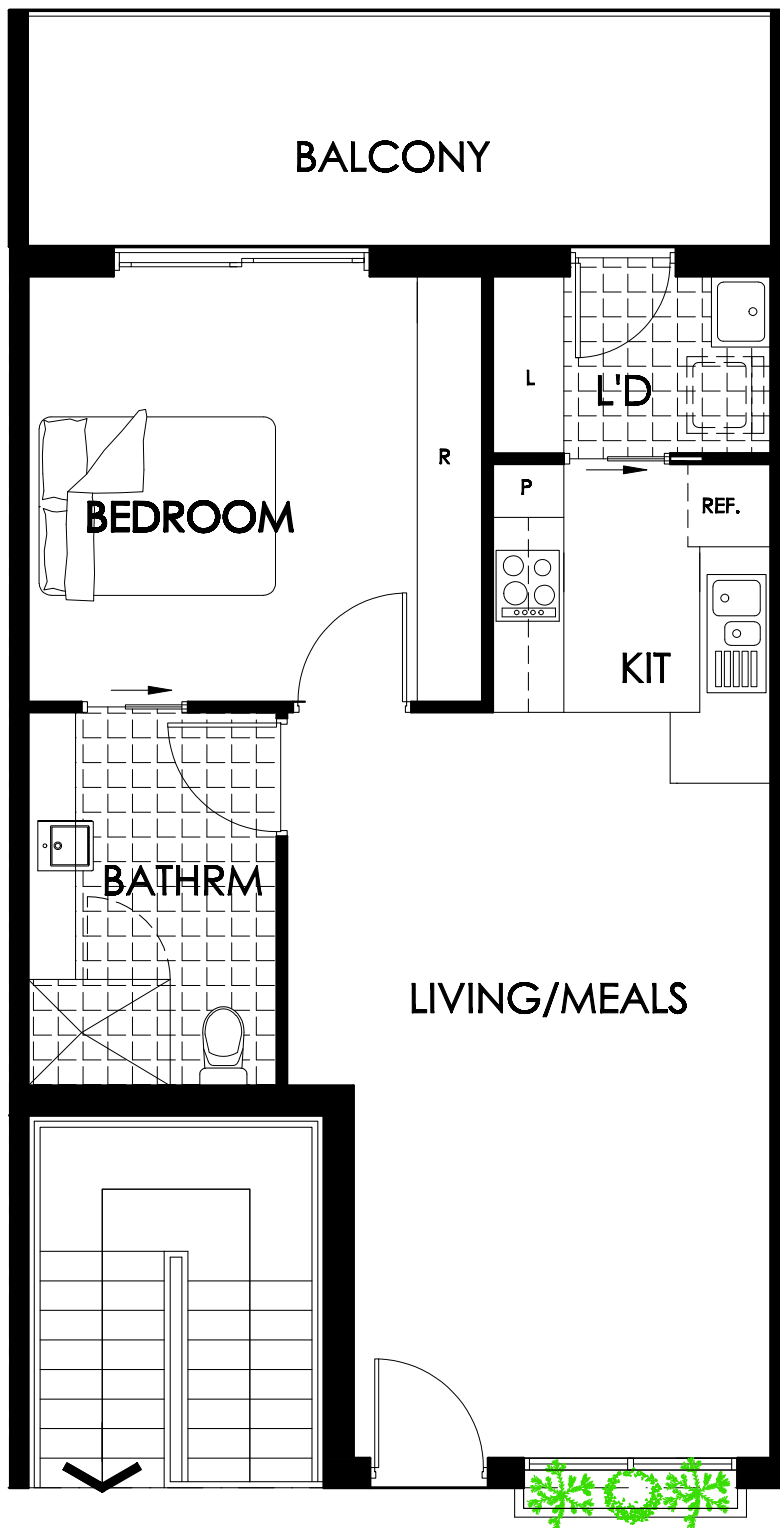 BALCONY
L
L'D
R
P
REF.
BEDROOM
KIT
BATHRM
LIVING/MEALS